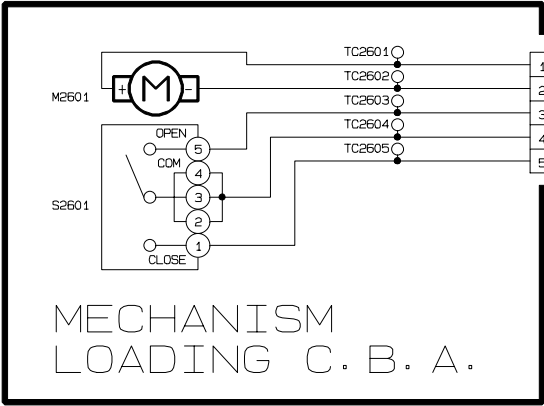 TC2601
1
TC2602
+ M -
2
M2601
TC2603
3
OPEN
TC2604
4
5
COM
TC2605
5
4
S2601
3
2
1
CLOSE
MECHANISM
LOADING C. B. A.